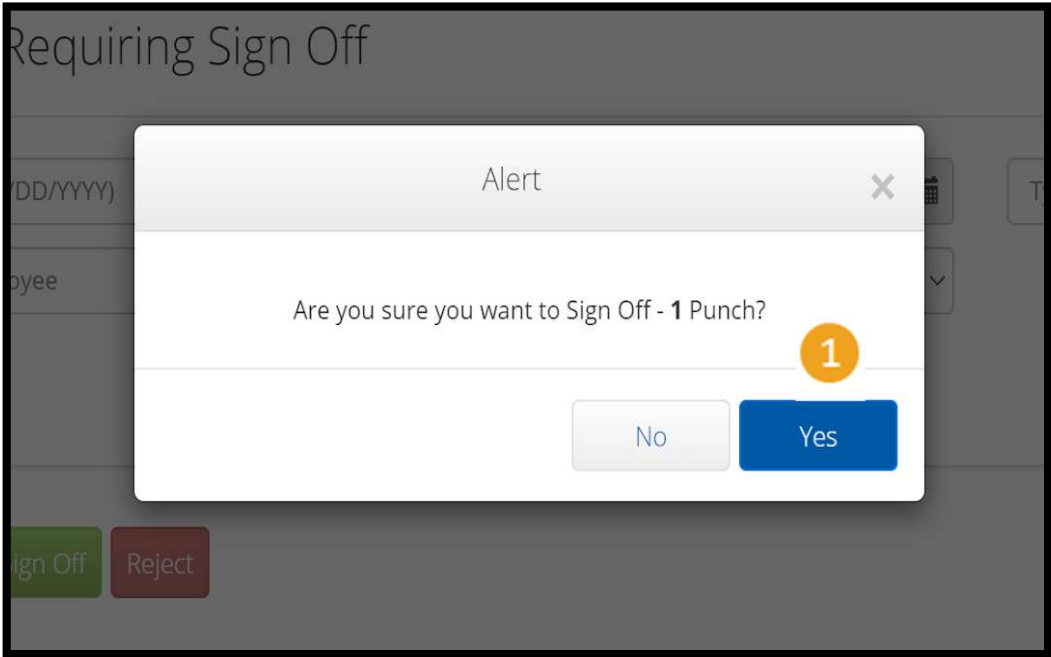 Requiring Sign Off
Alert
×
/DD/YYYY)
oyee
Are you sure you want to Sign Off - 1 Punch?
1
No
Yes
ign Off
Reject